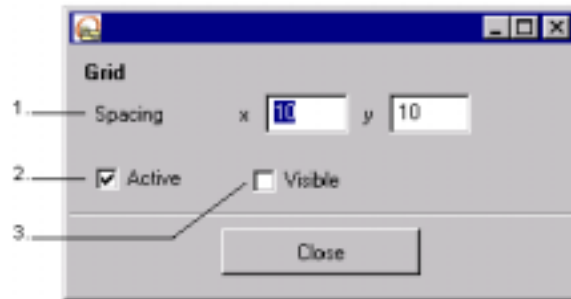 Grid
1. Spacing x 10 y 10
2. Active Visible
3.
Close